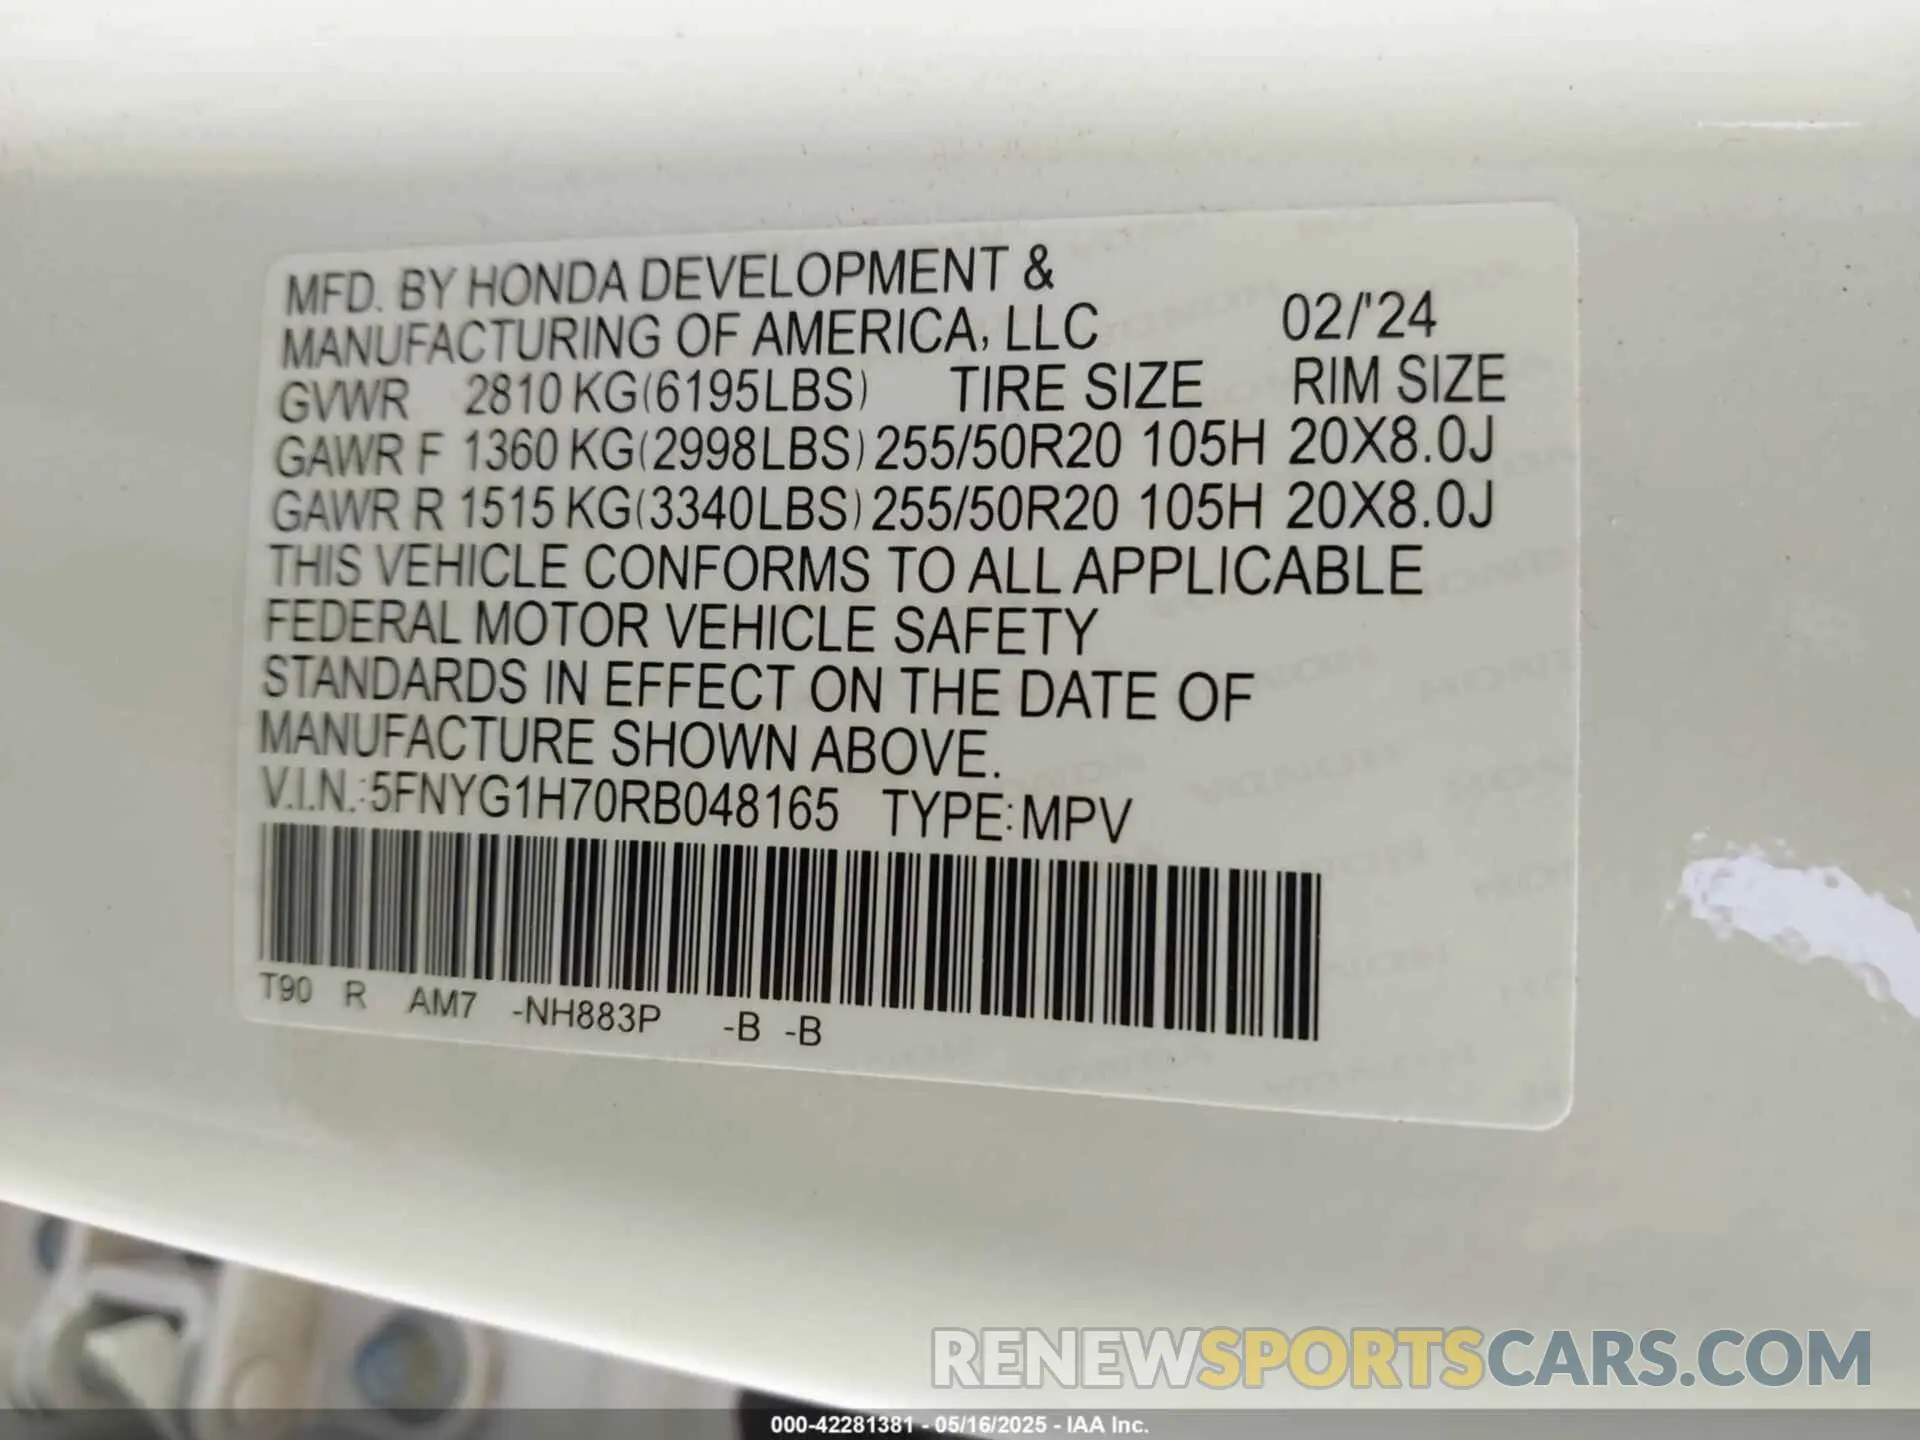 MFD. BY HONDA DEVELOPMENT &
MANUFACTURING OF AMERICA, LLC 02/'24
GVWR 2810 KG(6195LBS) TIRE SIZE RIM SIZE
GAWR F 1360 KG(2998LBS) 255/50R20 105H 20X8.0J
GAWR R 1515 KG(3340LBS) 255/50R20 105H 20X8.0J
THIS VEHICLE CONFORMS TO ALL APPLICABLE
FEDERAL MOTOR VEHICLE SAFETY
STANDARDS IN EFFECT ON THE DATE OF
MANUFACTURE SHOWN ABOVE.
V.I.N.:5FNYG1H70RB048165 TYPE:MPV
T90 R AM7 -NH883P -B -B
RENEWSPORTSCARS.COM
000-42281381 - 05/16/2025 - IAA Inc.